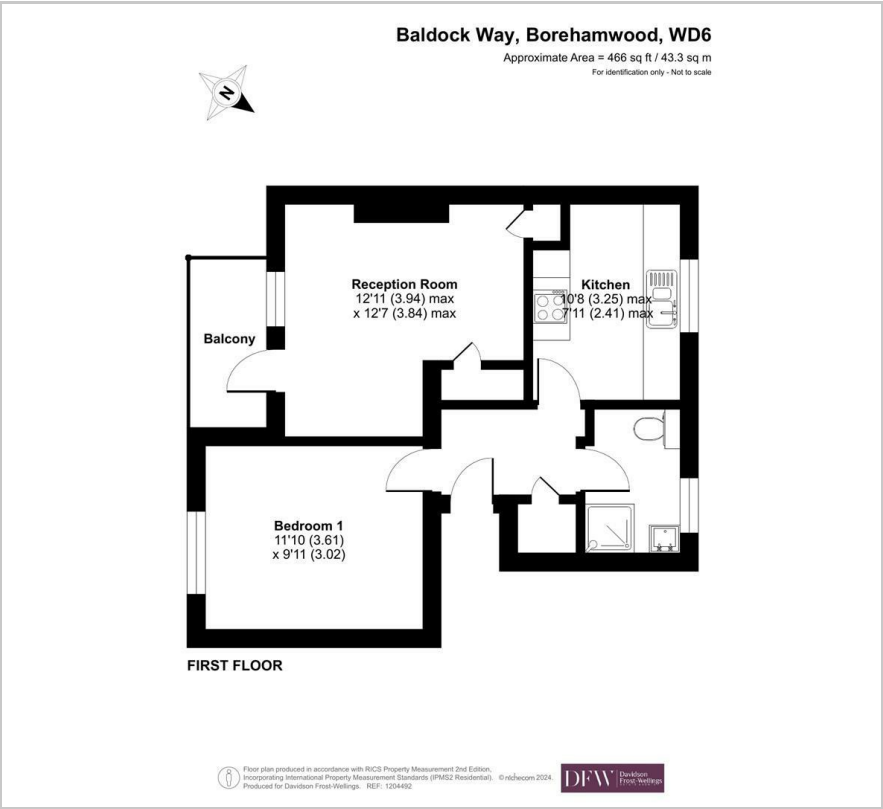 Baldock Way, Borehamwood, WD6
Approximate Area = 466 sq ft / 43.3 sq m
For identification only - Not to scale
N
Reception Room
12'11 (3.94) max
x 12'7 (3.84) max
Kitchen
10'8 (3.25) max
7'11 (2.41) max
Balcony
Bedroom 1
11'10 (3.61)
x 9'11 (3.02)
FIRST FLOOR
Floor plan produced in accordance with RICS Property Measurement 2nd Edition,
Incorporating International Property Measurement Standards (IPMS2 Residential). © nichecom 2024.
Produced for Davidson Frost-Wellings. REF: 1204492
DFW
Davidson
Frost-Wellings